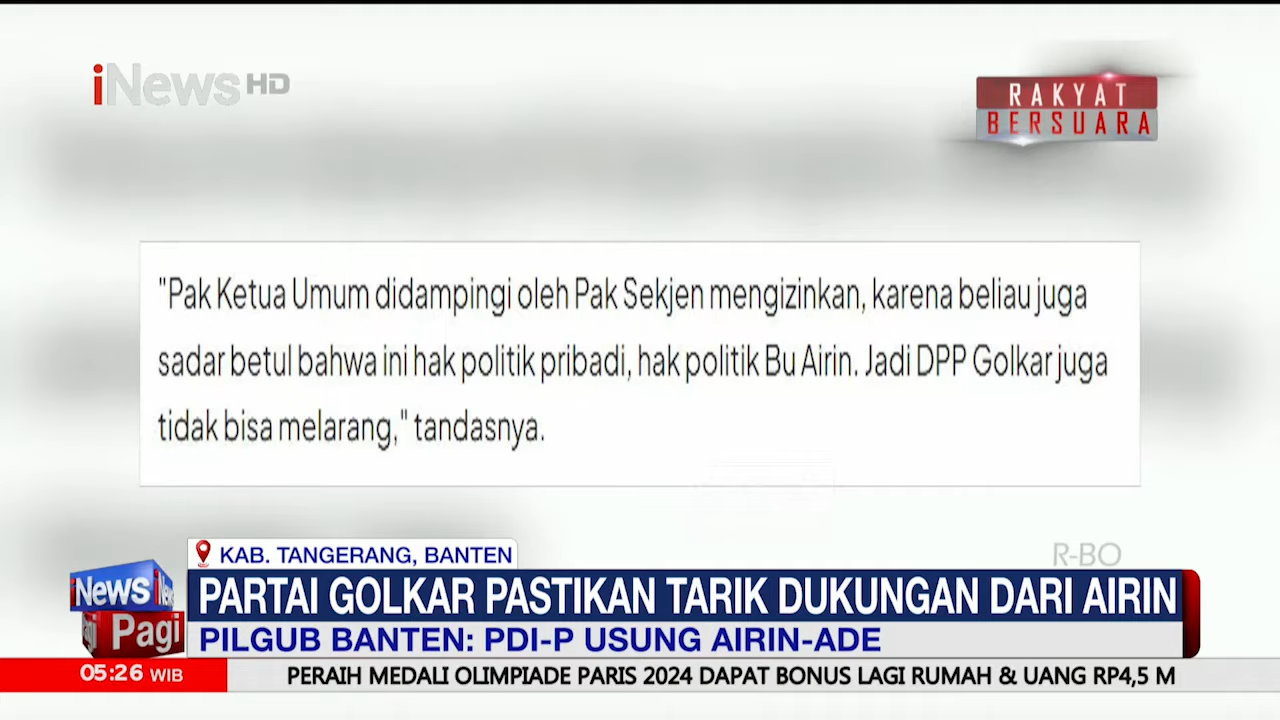 iNews HD
RAKYAT
BERSUARA
"Pak Ketua Umum didampingi oleh Pak Sekjen mengizinkan, karena beliau juga
sadar betul bahwa ini hak politik pribadi, hak politik Bu Airin. Jadi DPP Golkar juga
tidak bisa melarang," tandasnya.
R-BO
KAB. TANGERANG, BANTEN
iNews
Pagi
PARTAI GOLKAR PASTIKAN TARIK DUKUNGAN DARI AIRIN
PILGUB BANTEN: PDI-P USUNG AIRIN-ADE
05:26 WIB
PERAIH MEDALI OLIMPIADE PARIS 2024 DAPAT BONUS LAGI RUMAH & UANG RP4,5 M